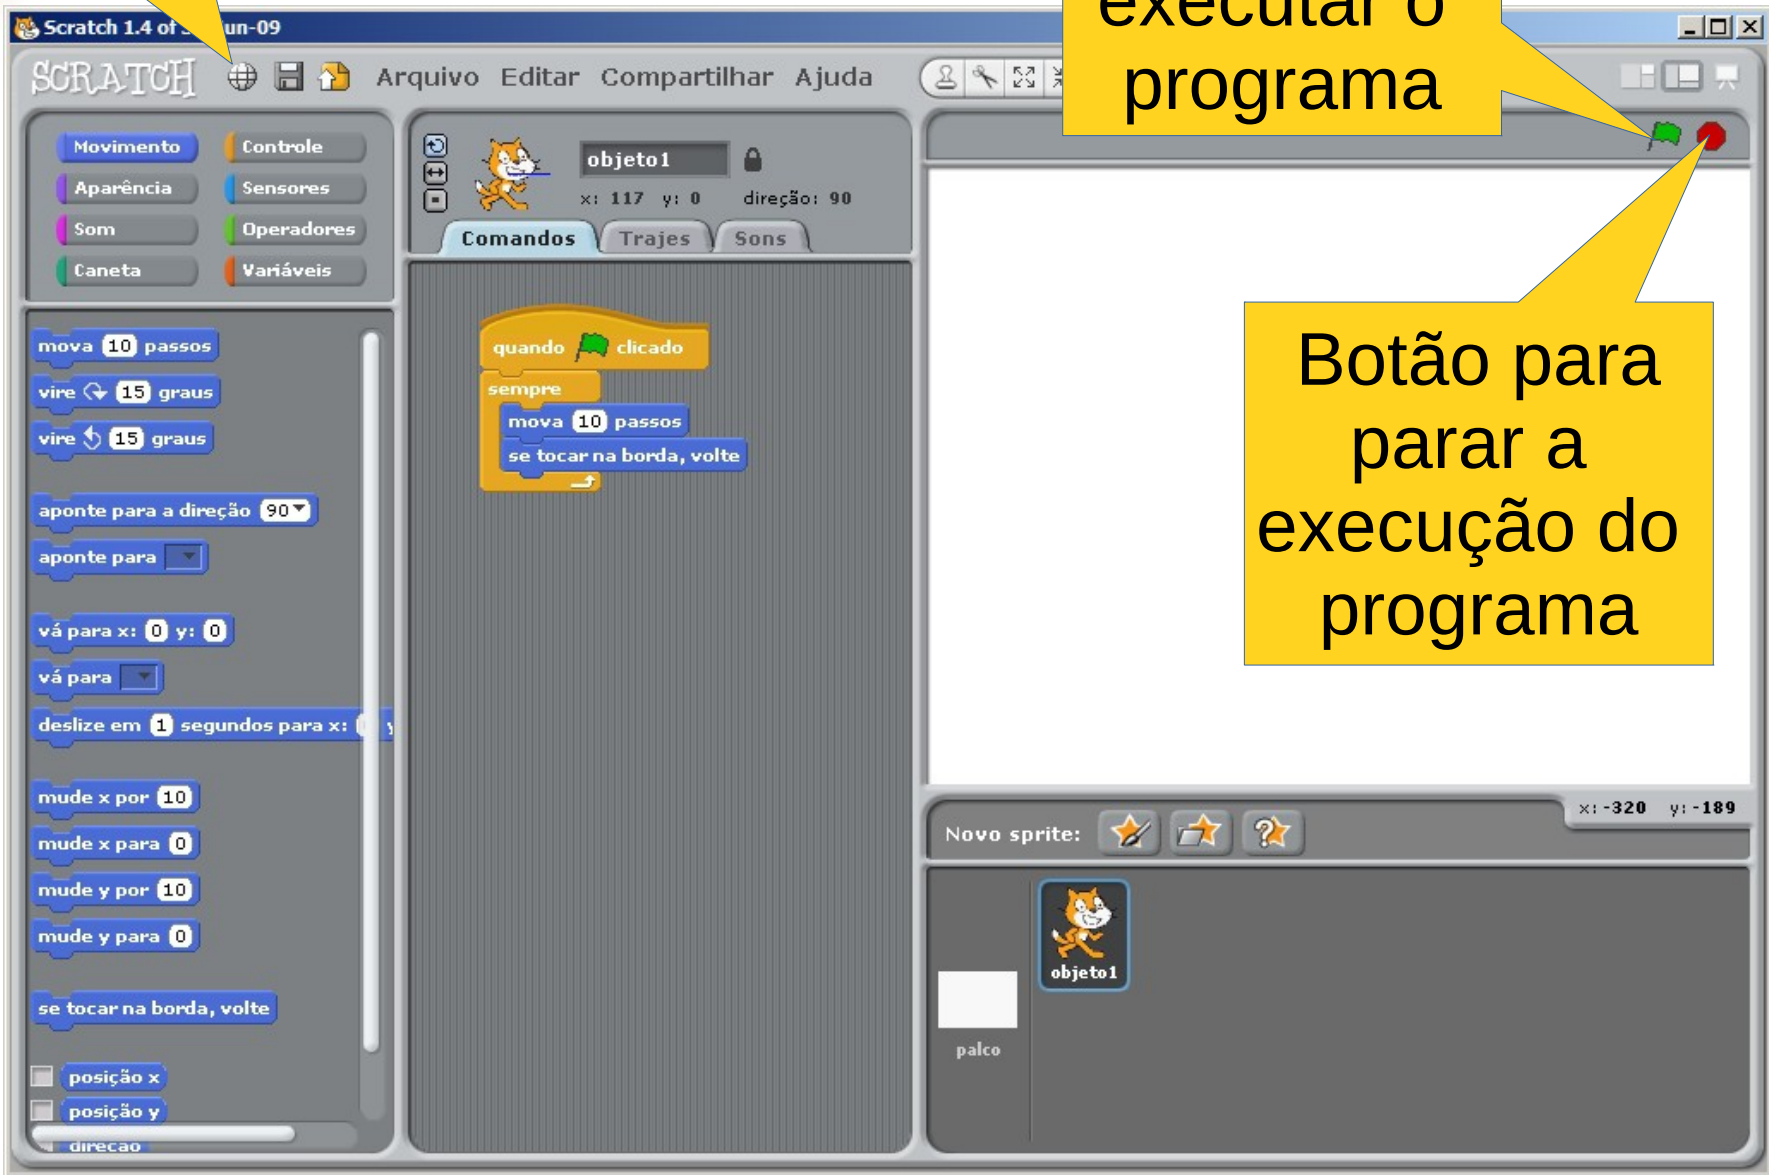 executar o
programa
Scratch 1.4 of
un-09
SCRATCH
Arquivo Editar Compartilhar Ajuda
Movimento
Controle
Aparência
Sensores
Som
Operadores
Caneta
Variáveis
objeto1
x: 117 y: 0 direção: 90
Comandos
Trajes
Sons
mova 10 passos
vire 15 graus
vire 15 graus
aponte para a direção 90
aponte para
vá para x: 0 y: 0
vá para
deslize em 1 segundos para x:
mude x por 10
mude x para 0
mude y por 10
mude y para 0
se tocar na borda, volte
posição x
posição y
direção
quando clicado
sempre
mova 10 passos
se tocar na borda, volte
Botão para
parar a
execução do
programa
x: -320 y: -189
Novo sprite:
objeto1
palco